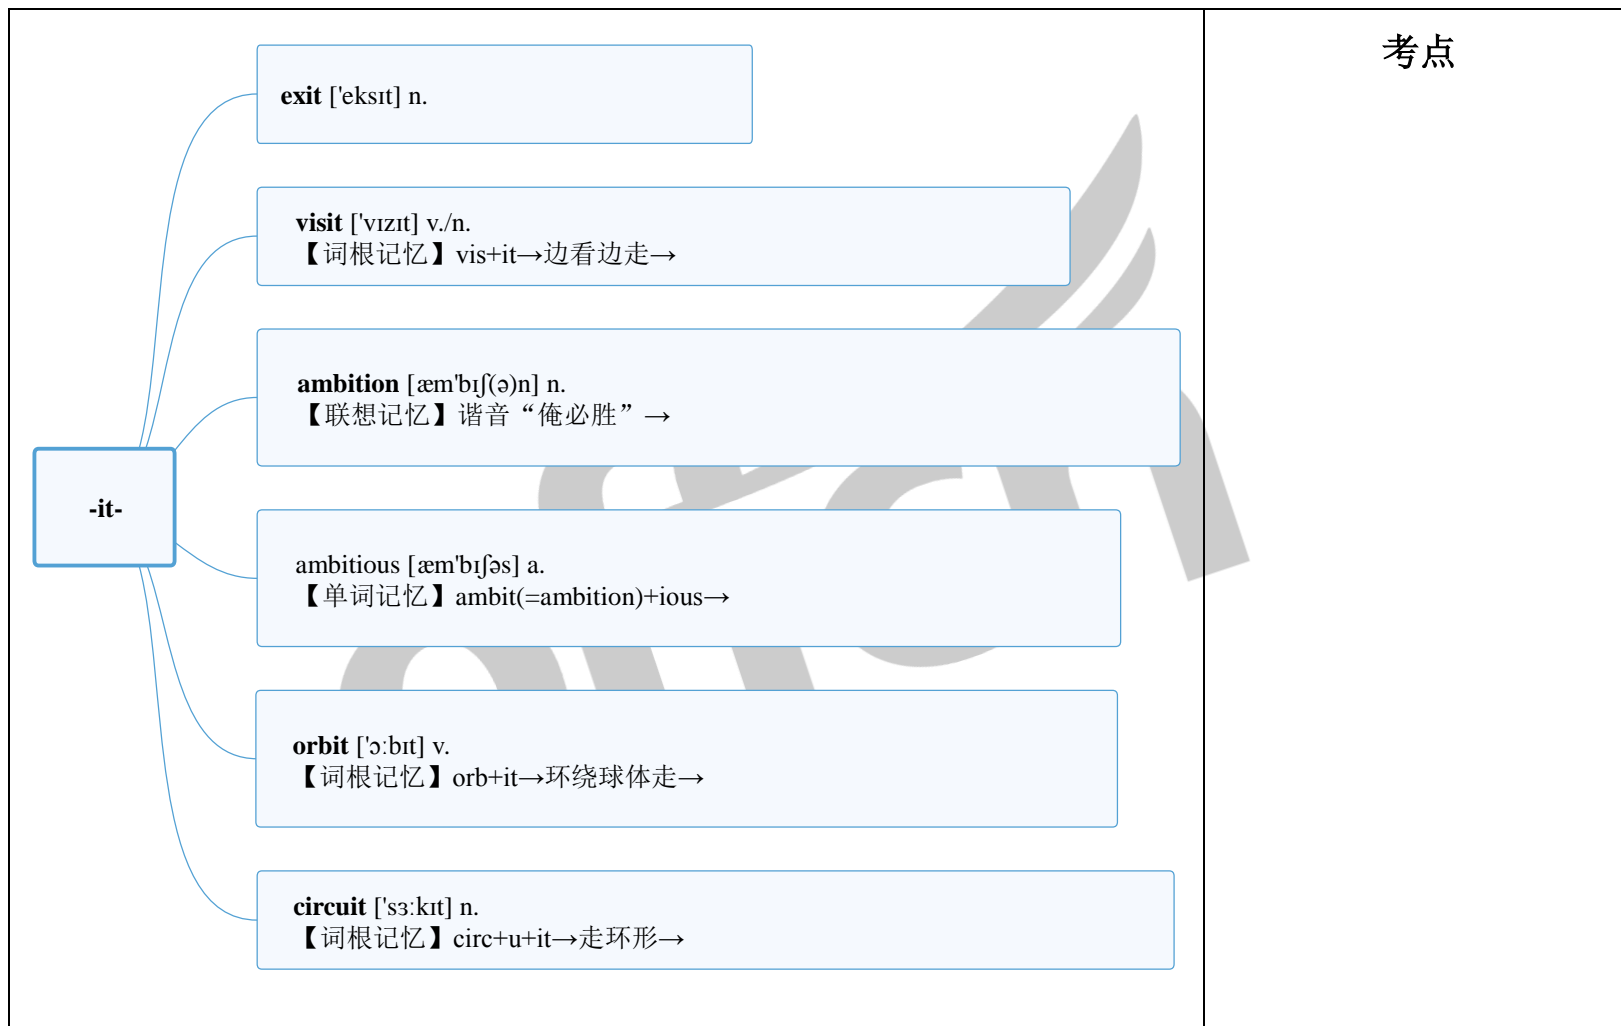 考点
exit ['eksɪt] n.
visit ['vɪzɪt] v./n.
【词根记忆】vis+it→边看边走→
ambition [æm'bɪʃ(ə)n] n.
【联想记忆】谐音“俺必胜”→
-it-
ambitious [æm'bɪʃəs] a.
【单词记忆】ambit(=ambition)+ious→
orbit ['ɔːbɪt] v.
【词根记忆】orb+it→环绕球体走→
circuit ['sɜːkɪt] n.
【词根记忆】circ+u+it→走环形→